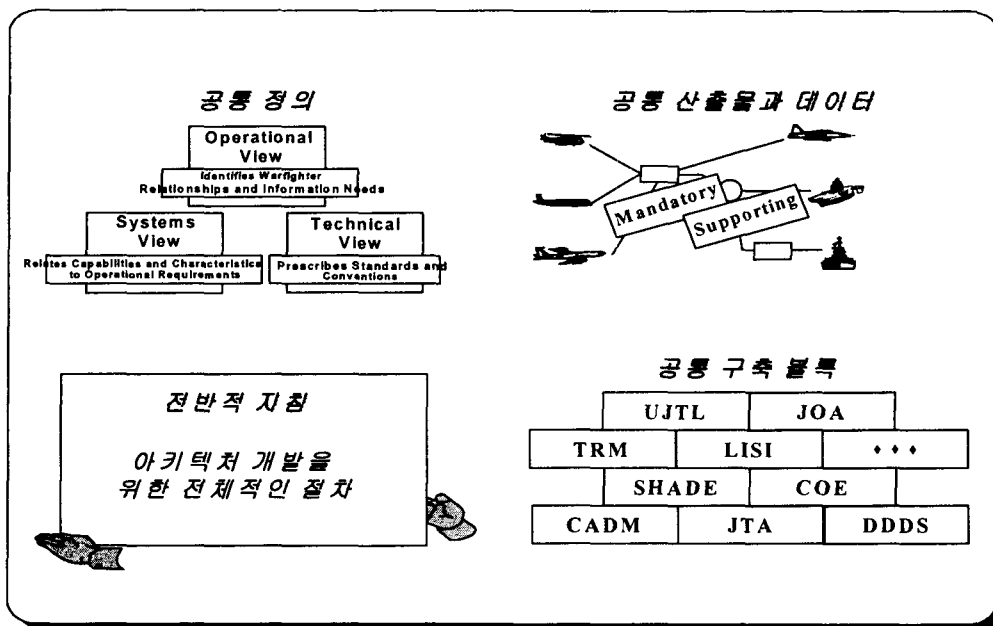 공통 정의
Operational
View
Identifies Warfighter
Relationships and Information Needs
Systems
View
Relates Capabilities and Characteristics
to Operational Requirements
Technical
View
Prescribes Standards and
Conventions
공통 산출물과 데이터
Mandatory
Supporting
전반적 지침
아키텍처 개발을
위한 전체적인 절차
공통 구축 블록
UJTL JOA
TRM LISI ♦ ♦ ♦
SHADE COE
CADM JTA DDDS